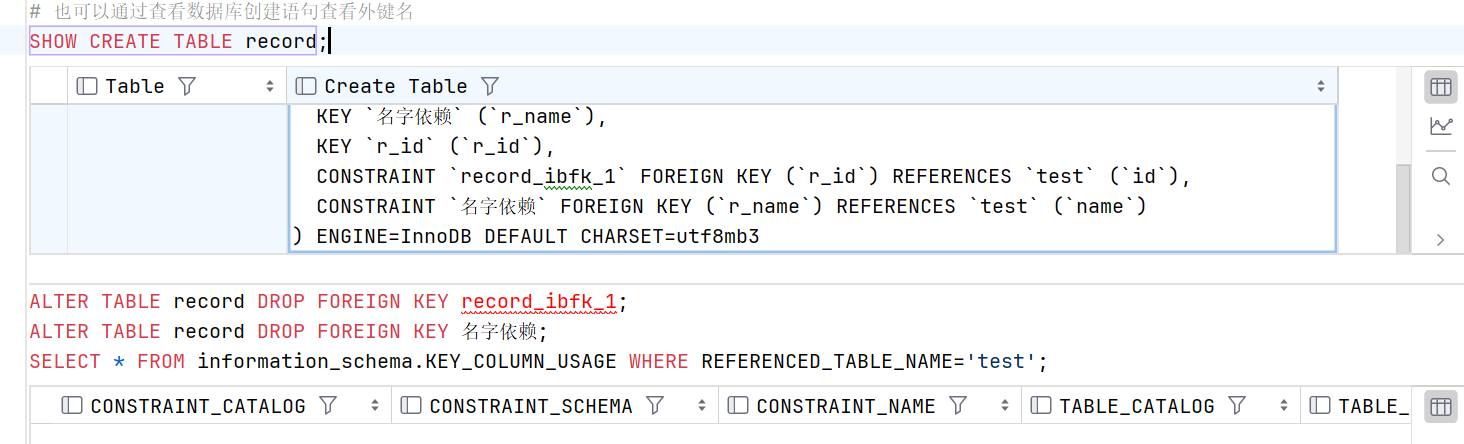 # 也可以通过查看数据库创建语句查看外键名
SHOW CREATE TABLE record;
Table Create Table
KEY `名字依赖` (`r_name`),
KEY `r_id` (`r_id`),
CONSTRAINT `record_ibfk_1` FOREIGN KEY (`r_id`) REFERENCES `test` (`id`),
CONSTRAINT `名字依赖` FOREIGN KEY (`r_name`) REFERENCES `test` (`name`)
) ENGINE=InnoDB DEFAULT CHARSET=utf8mb3
ALTER TABLE record DROP FOREIGN KEY record_ibfk_1;
ALTER TABLE record DROP FOREIGN KEY 名字依赖;
SELECT * FROM information_schema.KEY_COLUMN_USAGE WHERE REFERENCED_TABLE_NAME='test';
CONSTRAINT_CATALOG CONSTRAINT_SCHEMA CONSTRAINT_NAME TABLE_CATALOG TABLE_